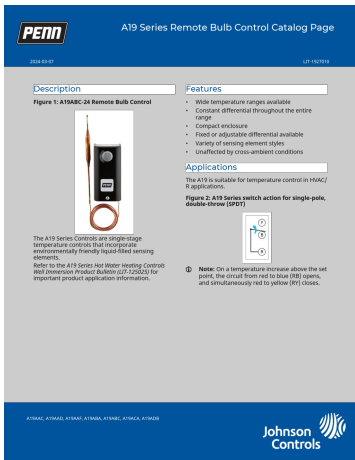 PENN
A19 Series Remote Bulb Control Catalog Page
2024-03-07
LIT-1927010
Description
Figure 1: A19ABC-24 Remote Bulb Control
PENN
The A19 Series Controls are single-stage
temperature controls that incorporate
environmentally friendly liquid-filled sensing
elements.
Refer to the A19 Series Hot Water Heating Controls
Well Immersion Product Bulletin (LIT-125025) for
important product application information.
Features
• Wide temperature ranges available
• Constant differential throughout the entire
range
• Compact enclosure
• Fixed or adjustable differential available
• Variety of sensing element styles
• Unaffected by cross-ambient conditions
Applications
The A19 is suitable for temperature control in HVAC/
R applications.
Figure 2: A19 Series switch action for single-pole,
double-throw (SPDT)
Y
B
R
Note: On a temperature increase above the set
point, the circuit from red to blue (RB) opens,
and simultaneously red to yellow (RY) closes.
A19AAC, A19AAD, A19AAF, A19ABA, A19ABC, A19ACA, A19ADB
Johnson
Controls